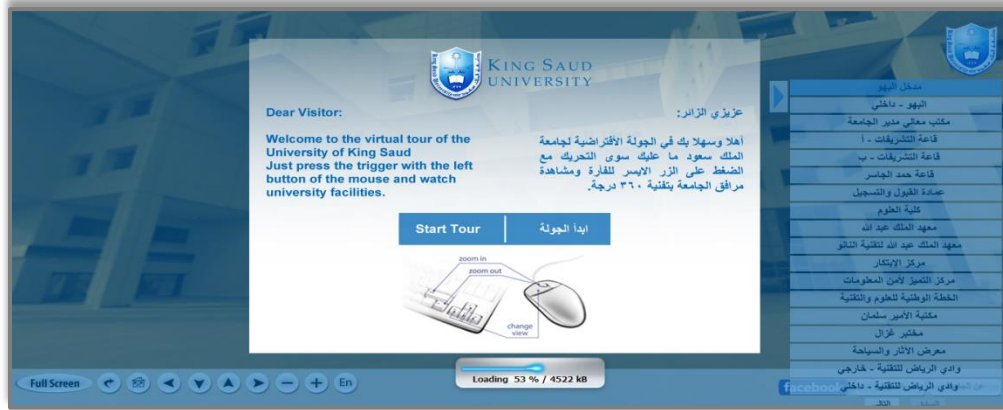 KING SAUD
UNIVERSITY
Dear Visitor:
Welcome to the virtual tour of the
University of King Saud
Just press the trigger with the left
button of the mouse and watch
university facilities.
عزيزي الزائر:
أهلا وسهلا بك في الجولة الأفتراضية لجامعة
الملك سعود ما عليك سوى التحريك مع
الضغط على الزر الايسر للفأرة ومشاهدة
مرافق الجامعة بتقنية ٣٦٠ درجة.
Start Tour
ابدأ الجولة
zoom in
zoom out
change
view
مدخل البهو
البهو - داخلي
مكتب معالي مدير الجامعة
قاعة التشريفات - أ
قاعة التشريفات - ب
قاعة حمد الجاسر
عمادة القبول والتسجيل
كلية العلوم
معهد الملك عبد الله
معهد الملك عبد الله لتقنية النانو
مركز الابتكار
مركز التميز لأمن المعلومات
الخطة الوطنية للعلوم والتقنية
مكتبة الأمير سلمان
مختبر غزال
معرض الآثار والسياحة
وادي الرياض للتقنية - خارجي
وادي الرياض للتقنية - داخلي
التالي
Full Screen
En
Loading 53 % / 4522 kB
facebook